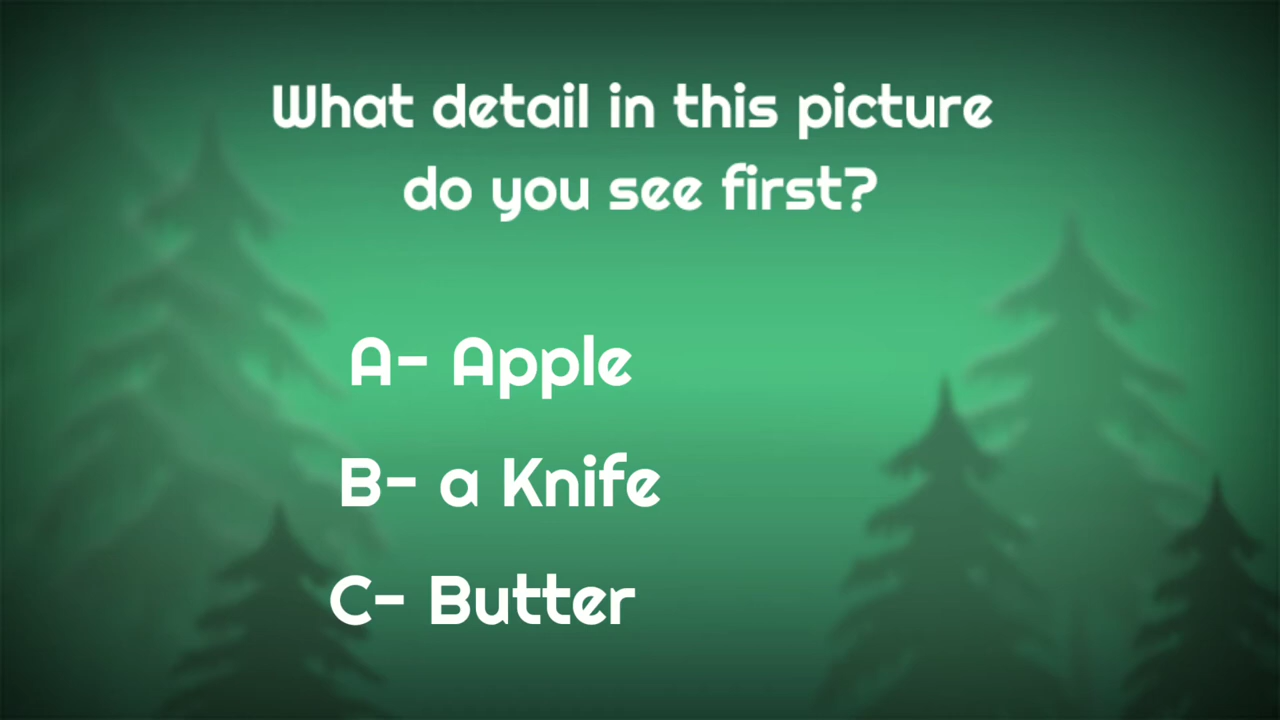 What detail in this picture
do you see first?
A- Apple
B- a Knife
C- Butter